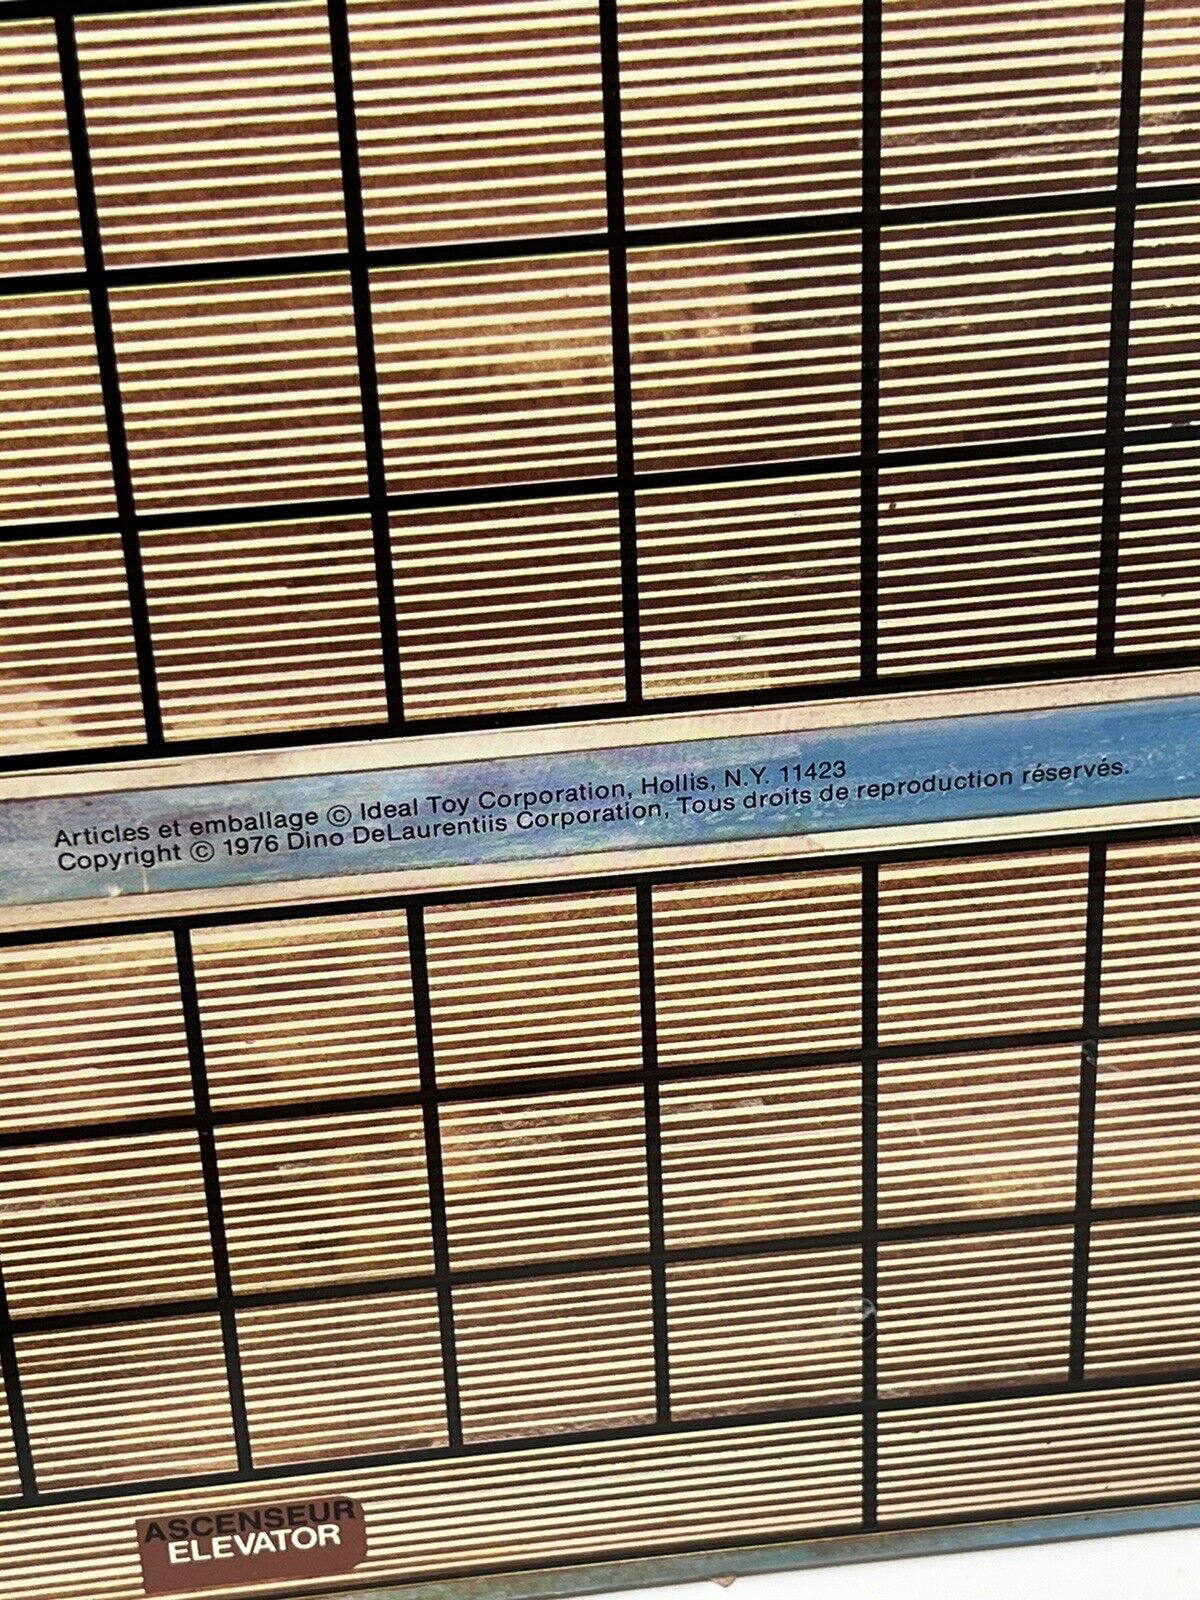 Articles et emballage © Ideal Toy Corporation, Hollis, N.Y. 11423
Copyright © 1976 Dino DeLaurentiis Corporation, Tous droits de reproduction réservés.
ASCENSEUR
ELEVATOR